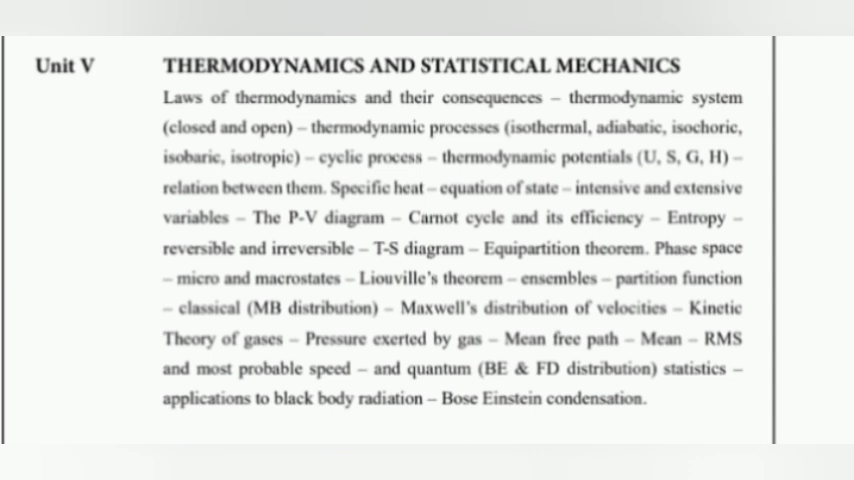 Unit V THERMODYNAMICS AND STATISTICAL MECHANICS
Laws of thermodynamics and their consequences – thermodynamic system
(closed and open) – thermodynamic processes (isothermal, adiabatic, isochoric,
isobaric, isotropic) – cyclic process – thermodynamic potentials (U, S, G, H) –
relation between them. Specific heat – equation of state – intensive and extensive
variables – The P-V diagram – Carnot cycle and its efficiency – Entropy –
reversible and irreversible – T-S diagram – Equipartition theorem. Phase space
– micro and macrostates – Liouville's theorem – ensembles – partition function
– classical (MB distribution) – Maxwell's distribution of velocities – Kinetic
Theory of gases – Pressure exerted by gas – Mean free path – Mean – RMS
and most probable speed – and quantum (BE & FD distribution) statistics –
applications to black body radiation – Bose Einstein condensation.